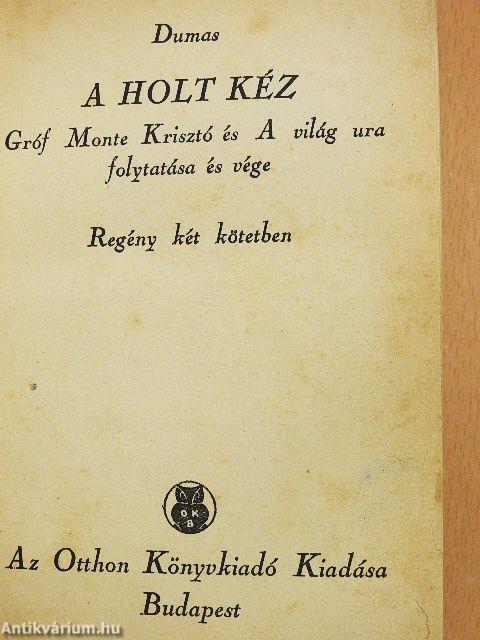 Dumas
A HOLT KÉZ
Gróf Monte Krisztó és A világ ura
folytatása és vége
Regény két kötetben
O K
B
Az Otthon Könyvkiadó Kiadása
Budapest
Antikvárium.hu